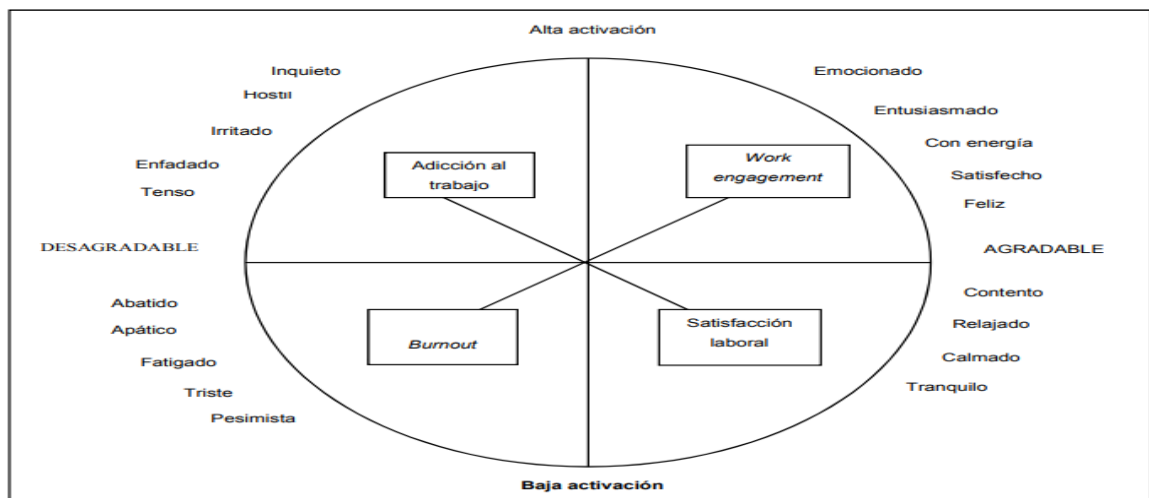 Alta activación
Inquieto
Emocionado
Hostil
Entusiasmado
Irritado
Con energía
Enfadado
Adicción al
trabajo
Work
engagement
Satisfecho
Tenso
Feliz
DESAGRADABLE
AGRADABLE
Abatido
Contento
Apático
Burnout
Satisfacción
laboral
Relajado
Fatigado
Calmado
Triste
Tranquilo
Pesimista
Baja activación